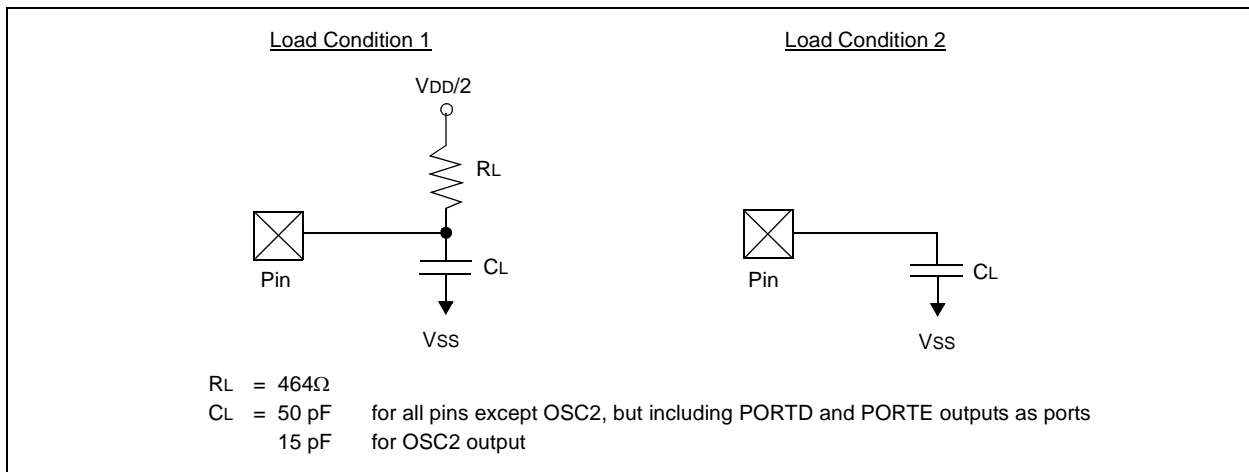 Load Condition 1
VDD/2
RL
CL
Pin
VSS
Load Condition 2
CL
Pin
VSS
RL = 464Ω
CL = 50 pF for all pins except OSC2, but including PORTD and PORTE outputs as ports
15 pF for OSC2 output